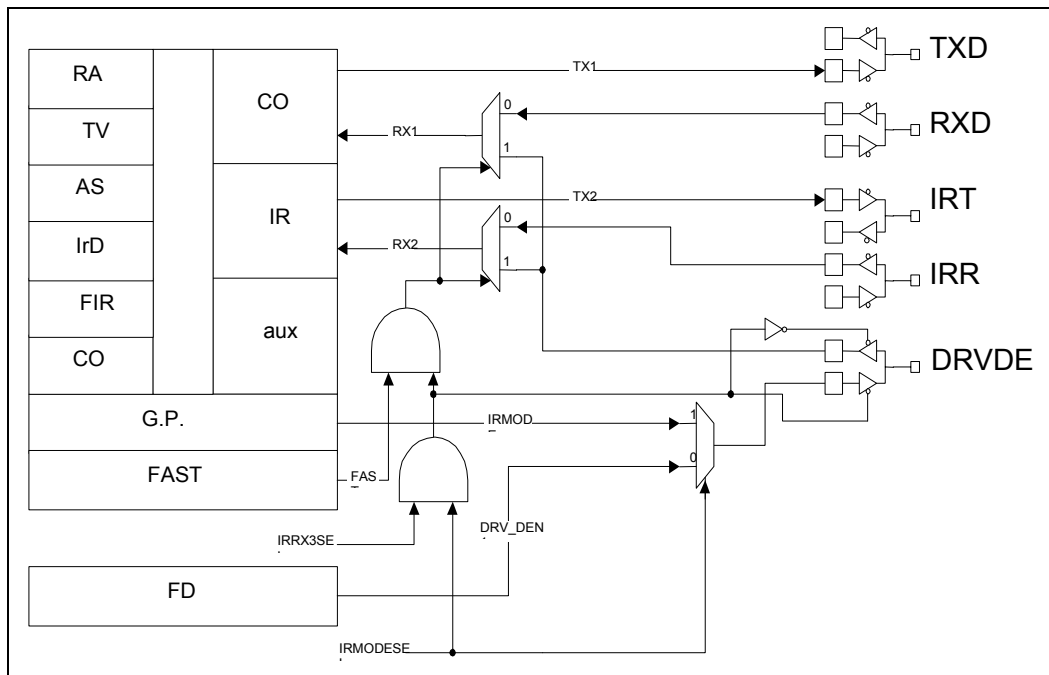 RA
TV
AS
IrD
FIR
CO
CO
IR
aux
G.P.
FAST
FD
TX1
RX1
0
1
TX2
RX2
0
1
IRMOD
FAS
IRRX3SE
DRV_DEN
IRMODESE
1
0
TXD
RXD
IRT
IRR
DRVDE